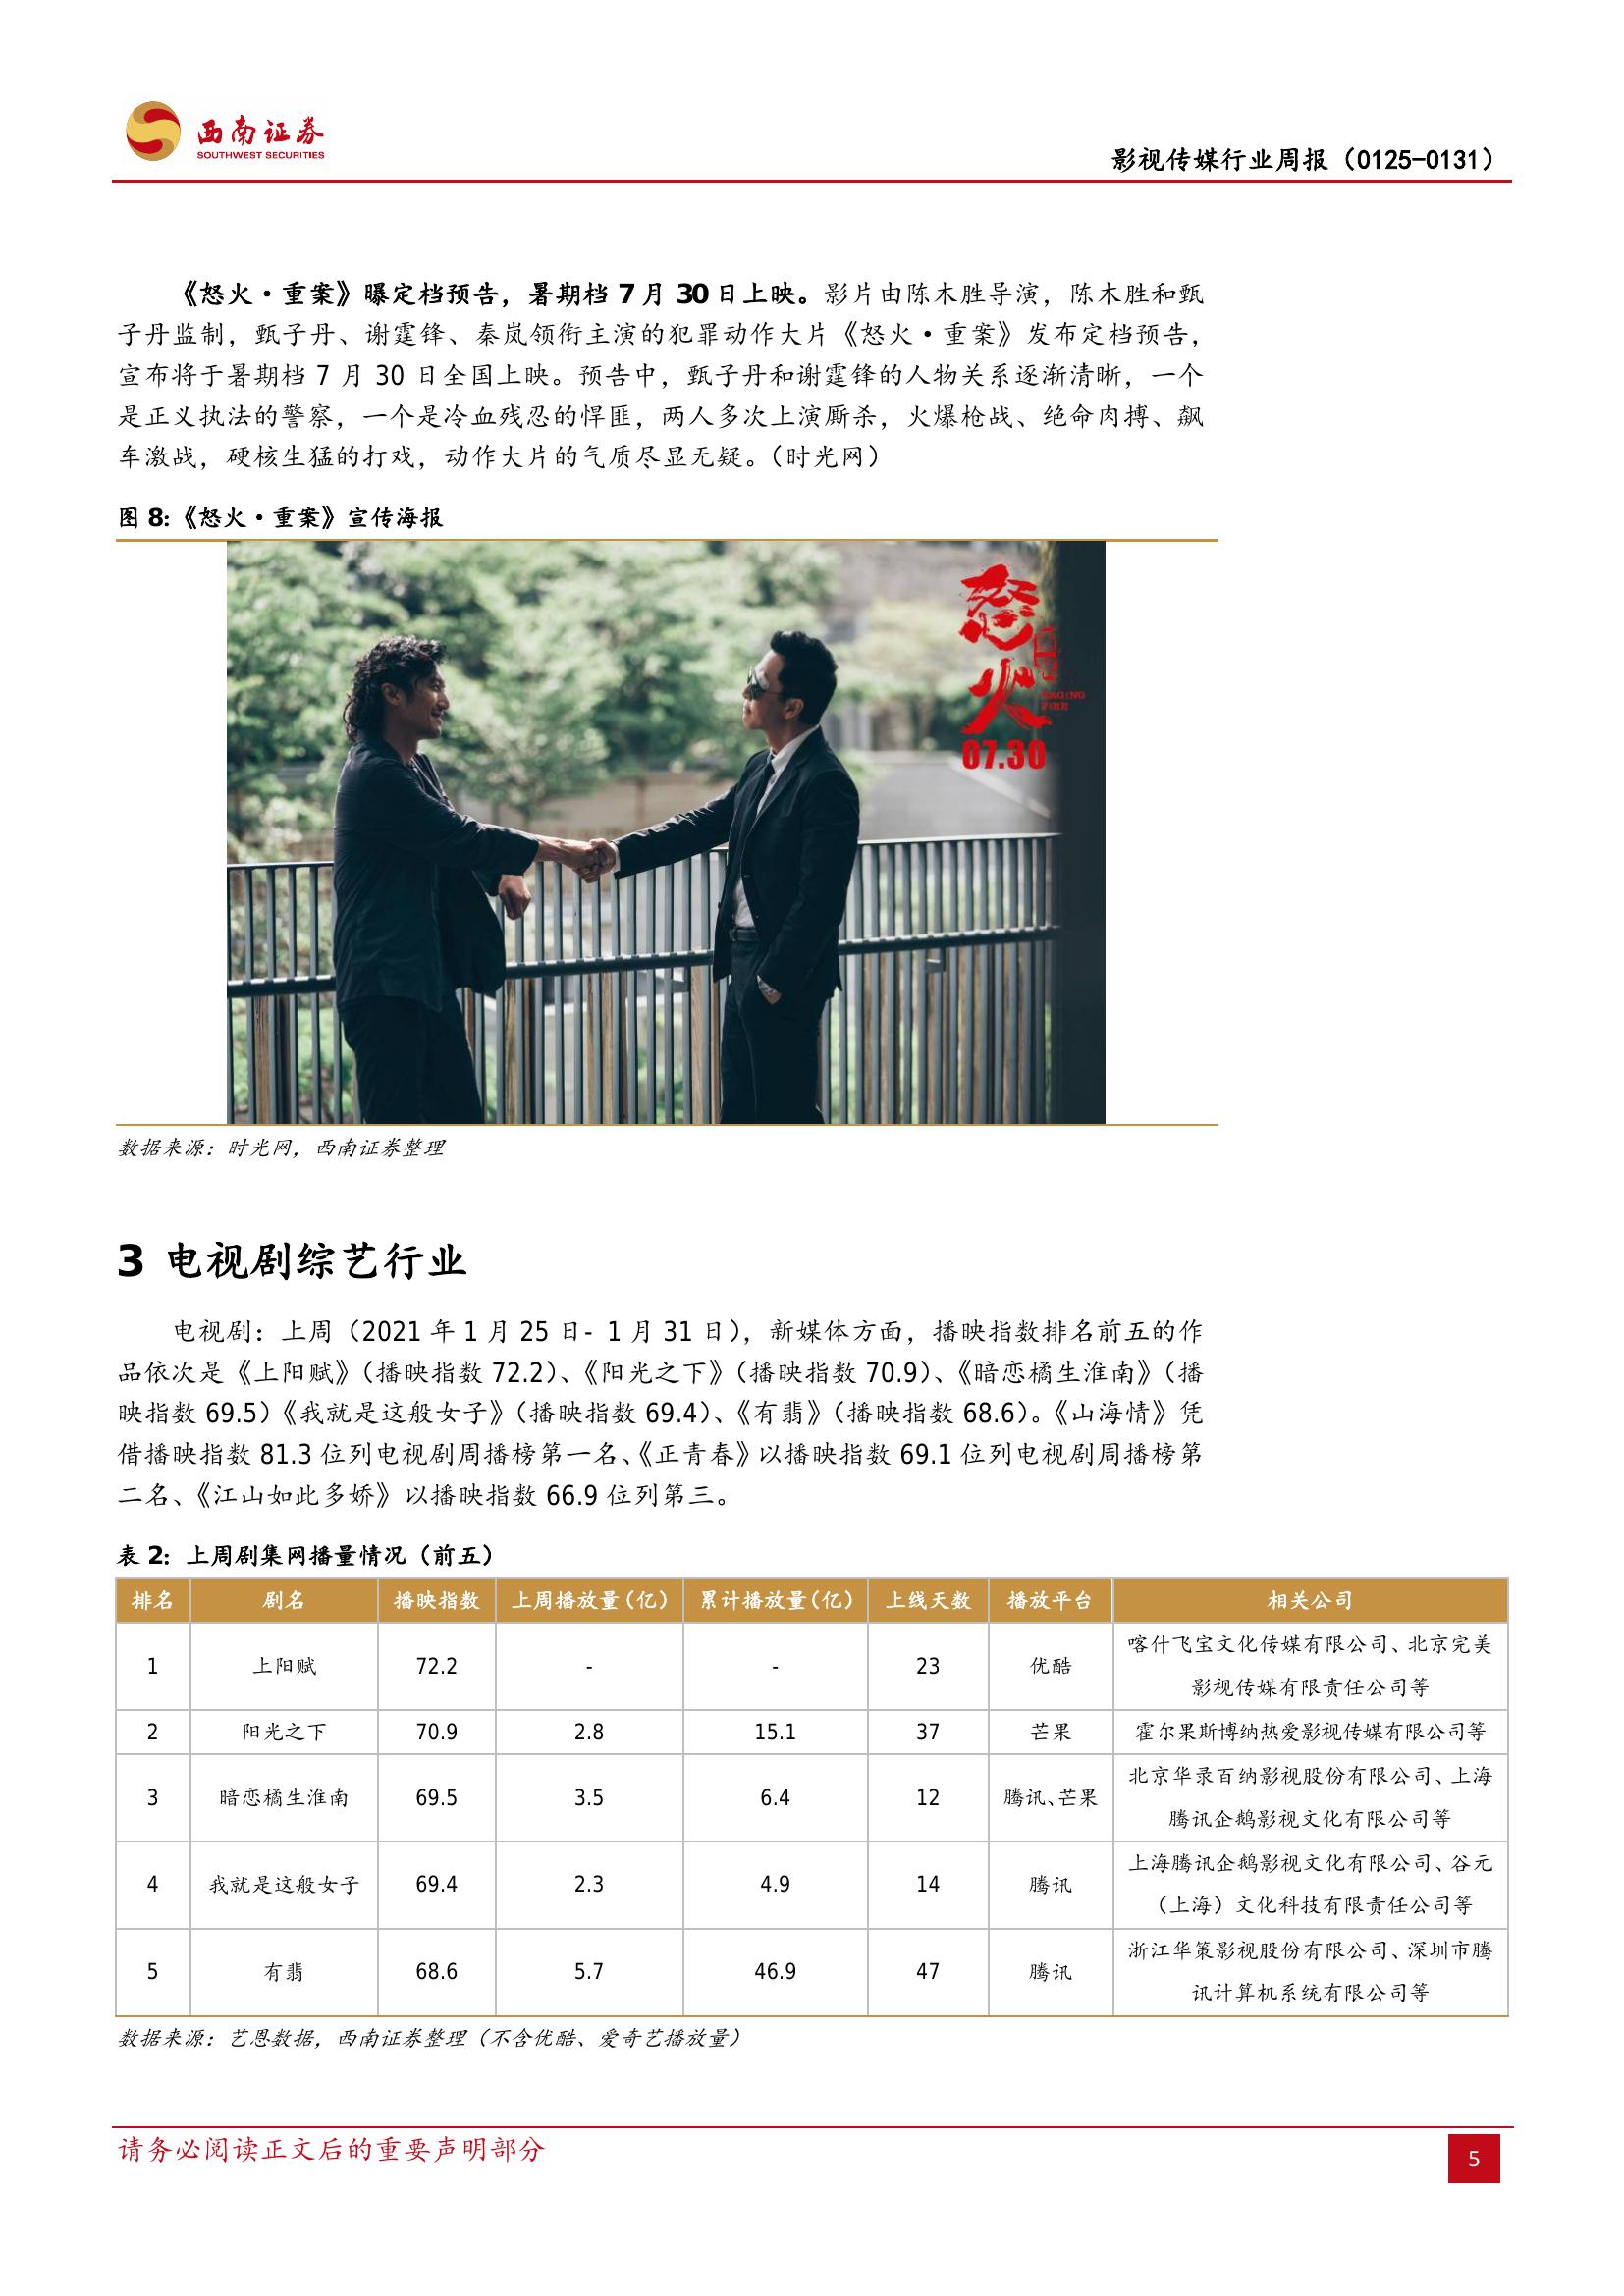 西南证券
SOUTHWEST SECURITIES
影视传媒行业周报（0125-0131）
《怒火·重案》曝定档预告，暑期档 7 月 30 日上映。影片由陈木胜导演，陈木胜和甄
子丹监制，甄子丹、谢霆锋、秦岚领衔主演的犯罪动作大片《怒火·重案》发布定档预告，
宣布将于暑期档 7 月 30 日全国上映。预告中，甄子丹和谢霆锋的人物关系逐渐清晰，一个
是正义执法的警察，一个是冷血残忍的悍匪，两人多次上演厮杀，火爆枪战、绝命肉搏、飙
车激战，硬核生猛的打戏，动作大片的气质尽显无疑。（时光网）
图 8：《怒火·重案》宣传海报
怒火
RAGING
FIRE
07.30
数据来源：时光网，西南证券整理
3 电视剧综艺行业
电视剧：上周（2021 年 1 月 25 日- 1 月 31 日），新媒体方面，播映指数排名前五的作
品依次是《上阳赋》（播映指数 72.2）、《阳光之下》（播映指数 70.9）、《暗恋橘生淮南》（播
映指数 69.5）《我就是这般女子》（播映指数 69.4）、《有翡》（播映指数 68.6）。《山海情》凭
借播映指数 81.3 位列电视剧周播榜第一名、《正青春》以播映指数 69.1 位列电视剧周播榜第
二名、《江山如此多娇》以播映指数 66.9 位列第三。
表 2：上周剧集网播量情况（前五）
排名 剧名 播映指数 上周播放量（亿） 累计播放量（亿） 上线天数 播放平台 相关公司
1 上阳赋 72.2 - - 23 优酷 喀什飞宝文化传媒有限公司、北京完美
影视传媒有限责任公司等
2 阳光之下 70.9 2.8 15.1 37 芒果 霍尔果斯博纳热爱影视传媒有限公司等
3 暗恋橘生淮南 69.5 3.5 6.4 12 腾讯、芒果 北京华录百纳影视股份有限公司、上海
腾讯企鹅影视文化有限公司等
4 我就是这般女子 69.4 2.3 4.9 14 腾讯 上海腾讯企鹅影视文化有限公司、谷元
（上海）文化科技有限责任公司等
5 有翡 68.6 5.7 46.9 47 腾讯 浙江华策影视股份有限公司、深圳市腾
讯计算机系统有限公司等
数据来源：艺恩数据，西南证券整理（不含优酷、爱奇艺播放量）
请务必阅读正文后的重要声明部分
5